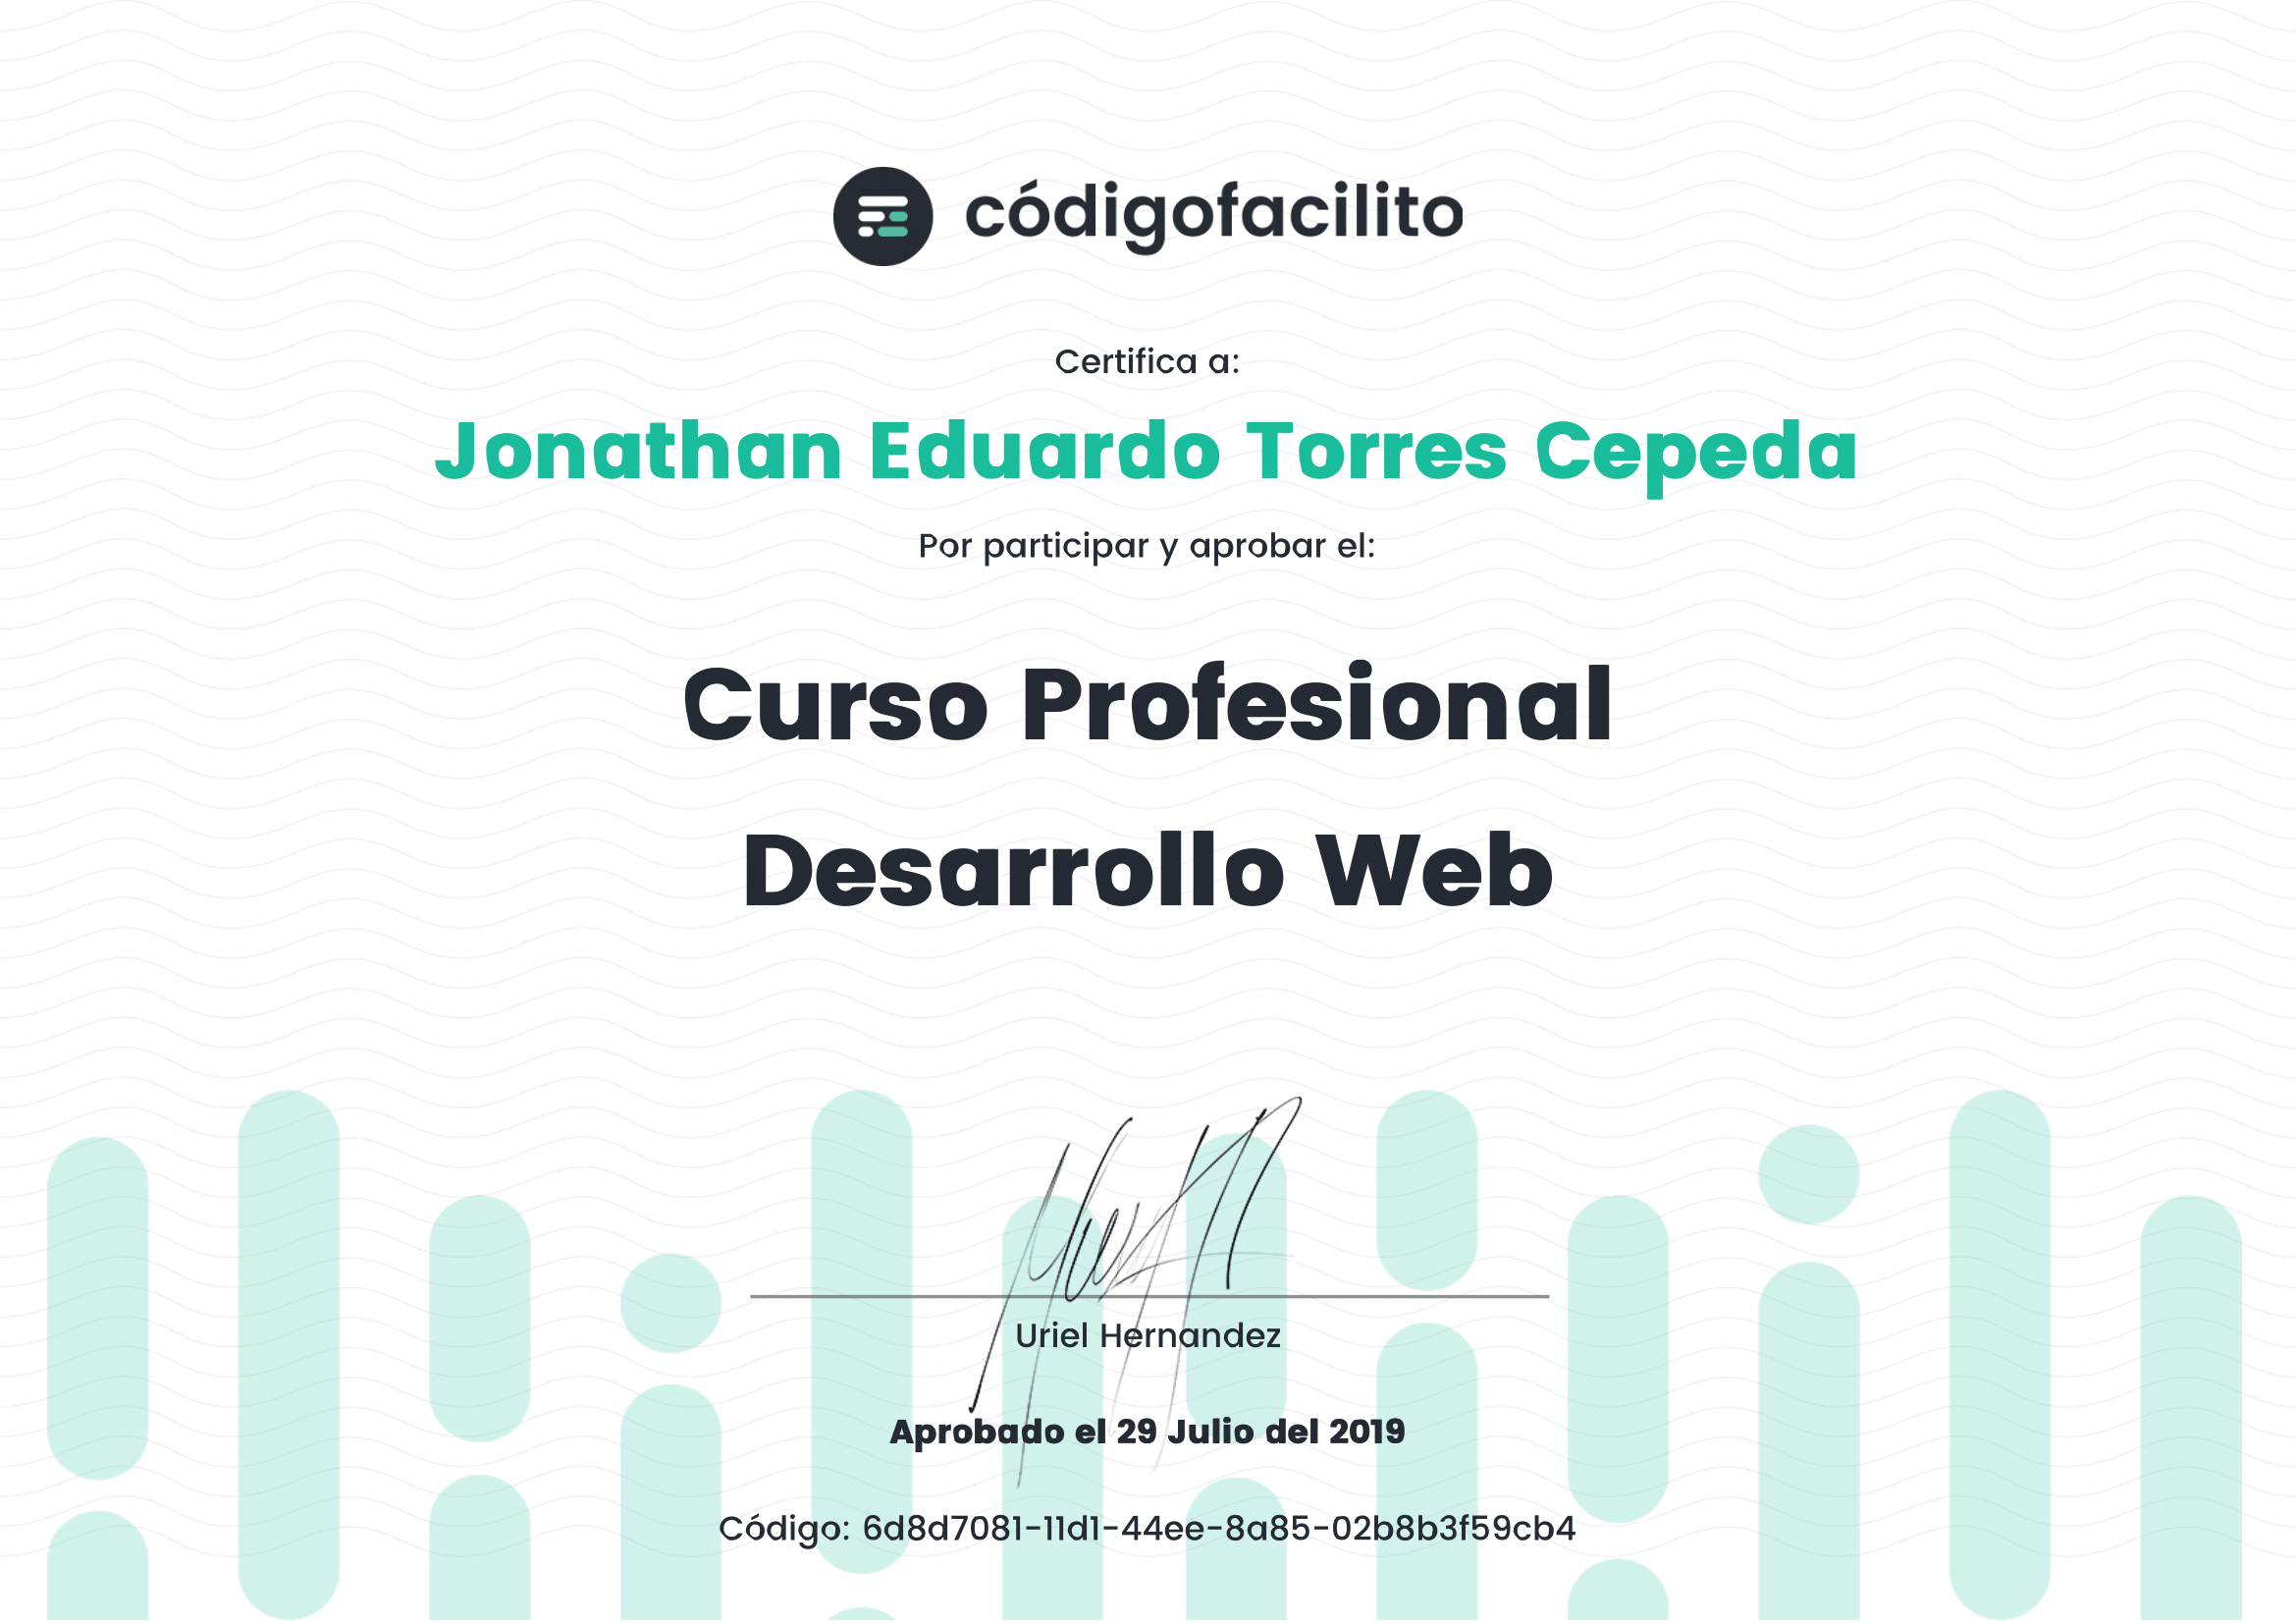 códigofacilito
Certifica a:
Jonathan Eduardo Torres Cepeda
Por participar y aprobar el:
Curso Profesional
Desarrollo Web
Uriel Hernandez
Aprobado el 29 Julio del 2019
Código: 6d8d7081-11d1-44ee-8a85-02b8b3f59cb4